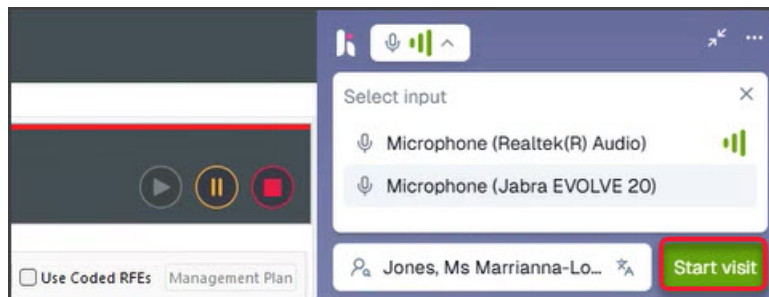 Select input
Microphone (Realtek(R) Audio)
Microphone (Jabra EVOLVE 20)
Jones, Ms Marrianna-Lo...
Start visit
Use Coded RFEs
Management Plan